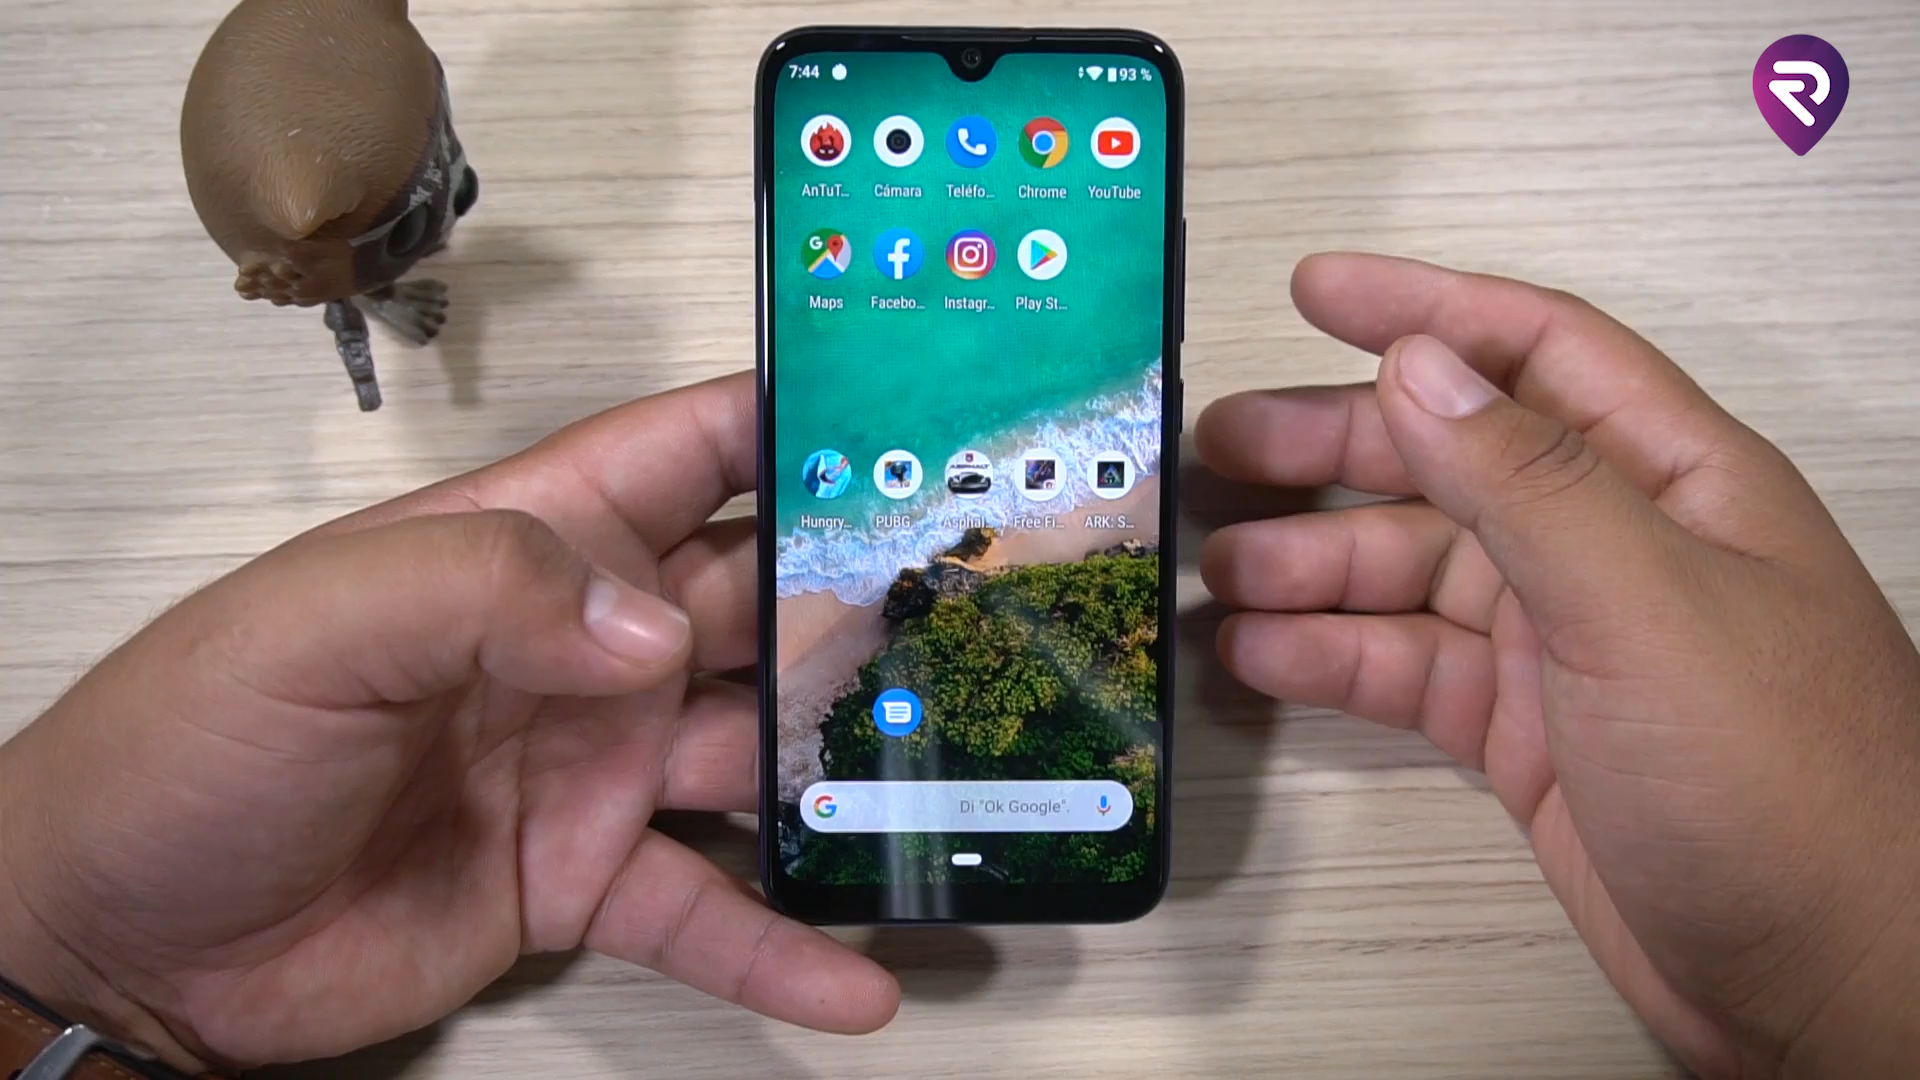 7:44 93 %
AnTuT... Cámara Teléfo... Chrome YouTube
Maps Facebo... Instagr... Play St...
ASPHALT
Hungry... PUBG Asphal... Free Fi... ARK: S...
Di "Ok Google".